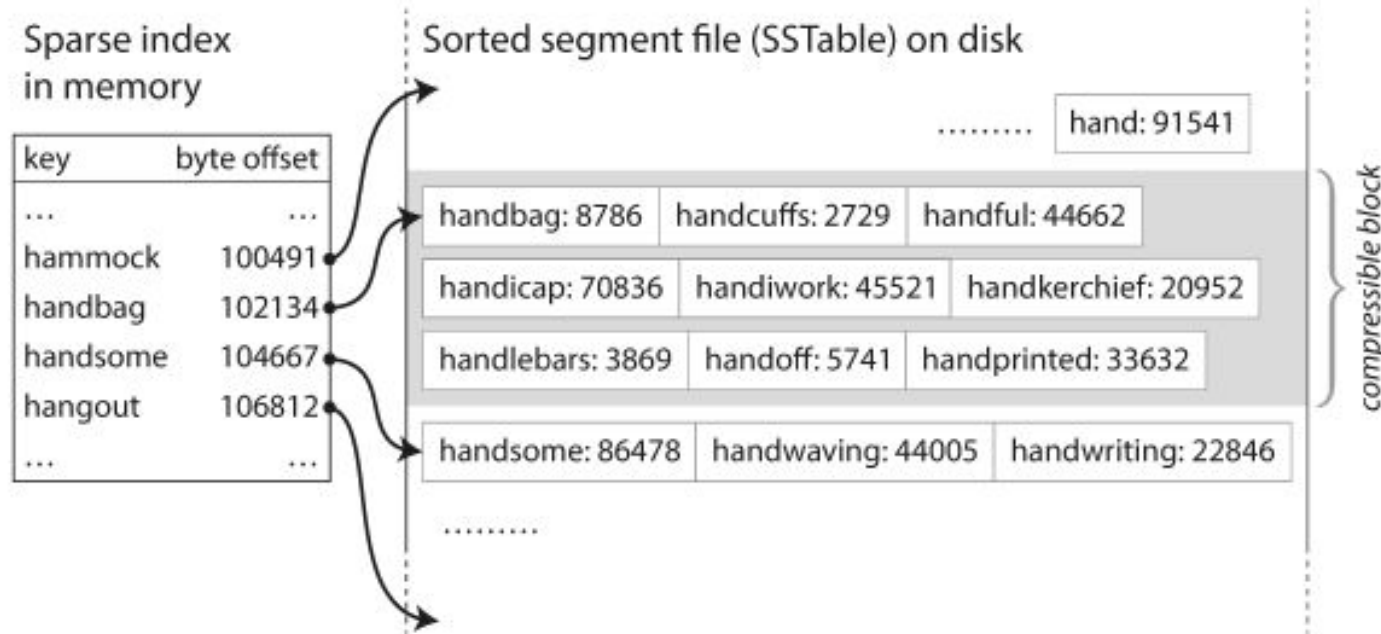 Sparse index
in memory
key byte offset
... ...
hammock 100491
handbag 102134
handsome 104667
hangout 106812
... ...
Sorted segment file (SSTable) on disk
......... hand: 91541
handbag: 8786 handcuffs: 2729 handful: 44662
handicap: 70836 handiwork: 45521 handkerchief: 20952
handlebars: 3869 handoff: 5741 handprinted: 33632
handsome: 86478 handwaving: 44005 handwriting: 22846
.........
compressible block